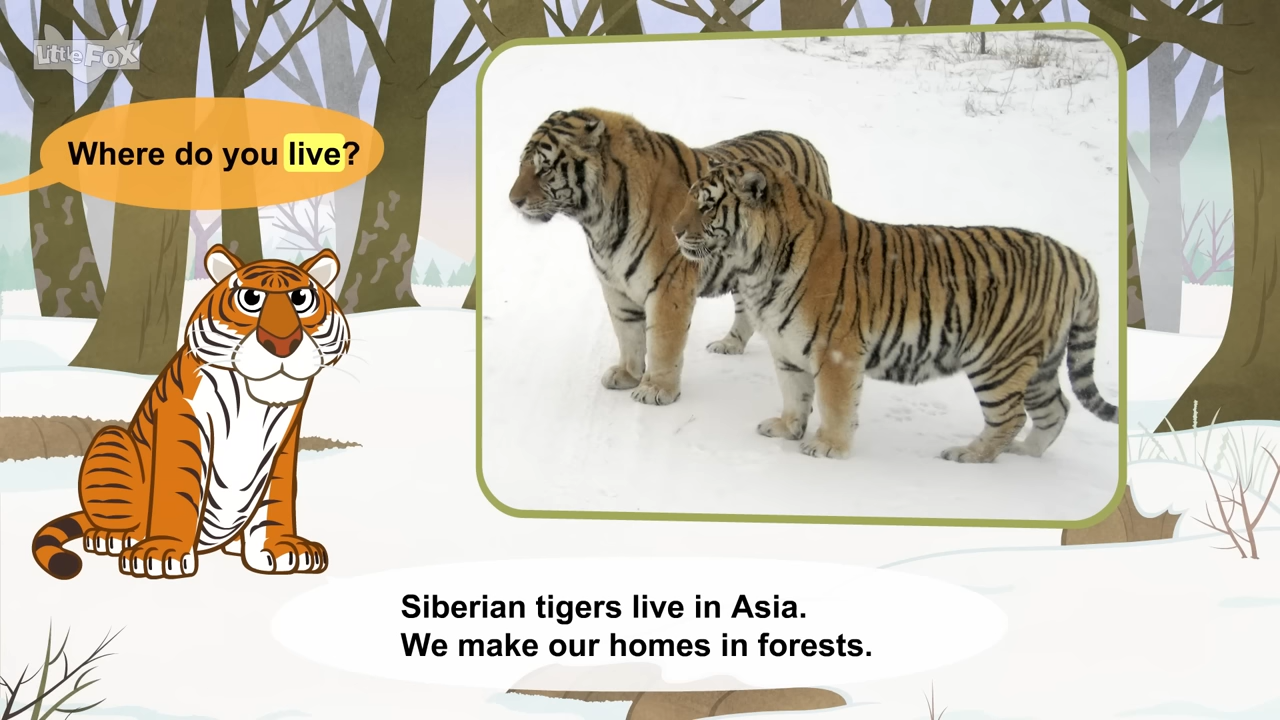 Little Fox
Where do you live?
Siberian tigers live in Asia.
We make our homes in forests.